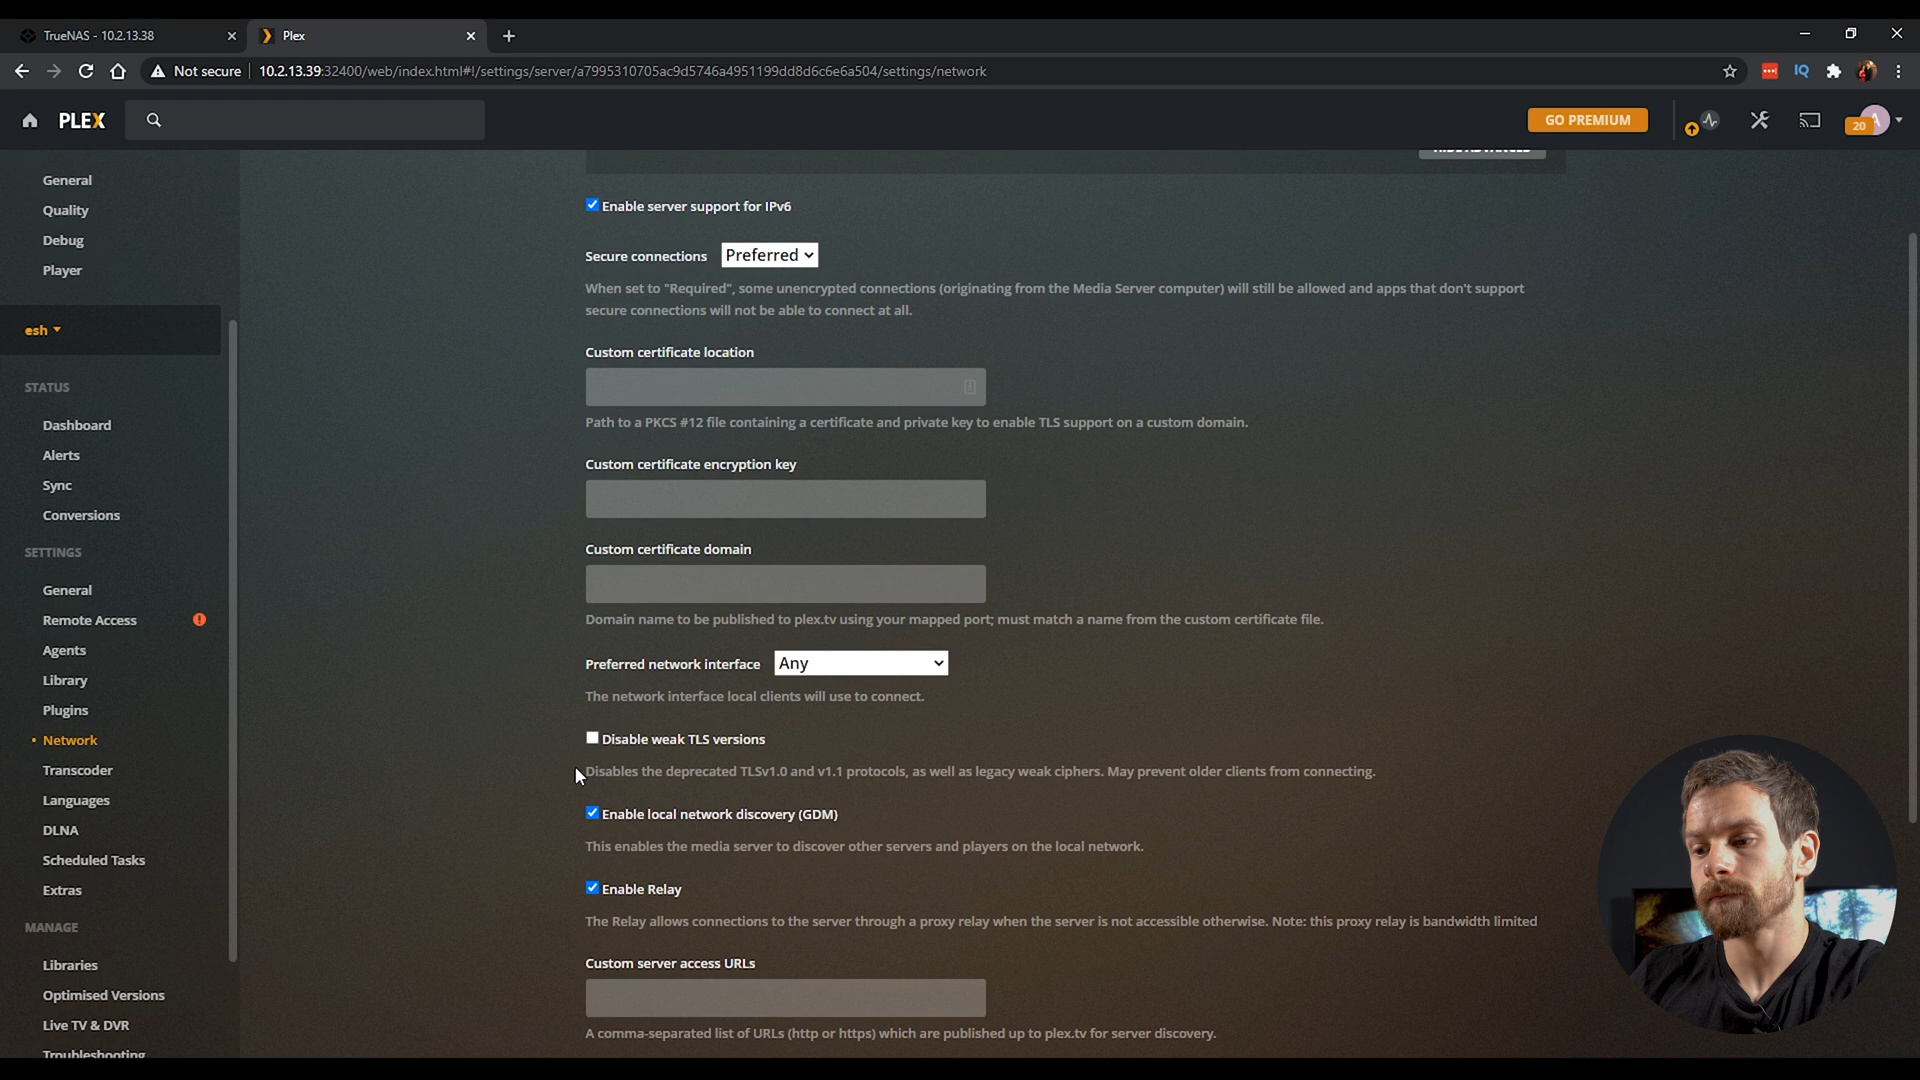 TrueNAS - 10.2.13.38
Plex
Not secure
10.2.13.39:32400/web/index.html#!/settings/server/a7995310705ac9d5746a4951199dd8d6c6e6a504/settings/network
IQ
PLEX
GO PREMIUM
20
A
General
Quality
Debug
Player
esh
STATUS
Dashboard
Alerts
Sync
Conversions
SETTINGS
General
Remote Access
!
Agents
Library
Plugins
Network
Transcoder
Languages
DLNA
Scheduled Tasks
Extras
MANAGE
Libraries
Optimised Versions
Live TV & DVR
Troubleshooting
HIDE ADVANCED
Enable server support for IPv6
Secure connections Preferred
When set to "Required", some unencrypted connections (originating from the Media Server computer) will still be allowed and apps that don't support
secure connections will not be able to connect at all.
Custom certificate location
Path to a PKCS #12 file containing a certificate and private key to enable TLS support on a custom domain.
Custom certificate encryption key
Custom certificate domain
Domain name to be published to plex.tv using your mapped port; must match a name from the custom certificate file.
Preferred network interface Any
The network interface local clients will use to connect.
Disable weak TLS versions
Disables the deprecated TLSv1.0 and v1.1 protocols, as well as legacy weak ciphers. May prevent older clients from connecting.
Enable local network discovery (GDM)
This enables the media server to discover other servers and players on the local network.
Enable Relay
The Relay allows connections to the server through a proxy relay when the server is not accessible otherwise. Note: this proxy relay is bandwidth limited
Custom server access URLs
A comma-separated list of URLs (http or https) which are published up to plex.tv for server discovery.